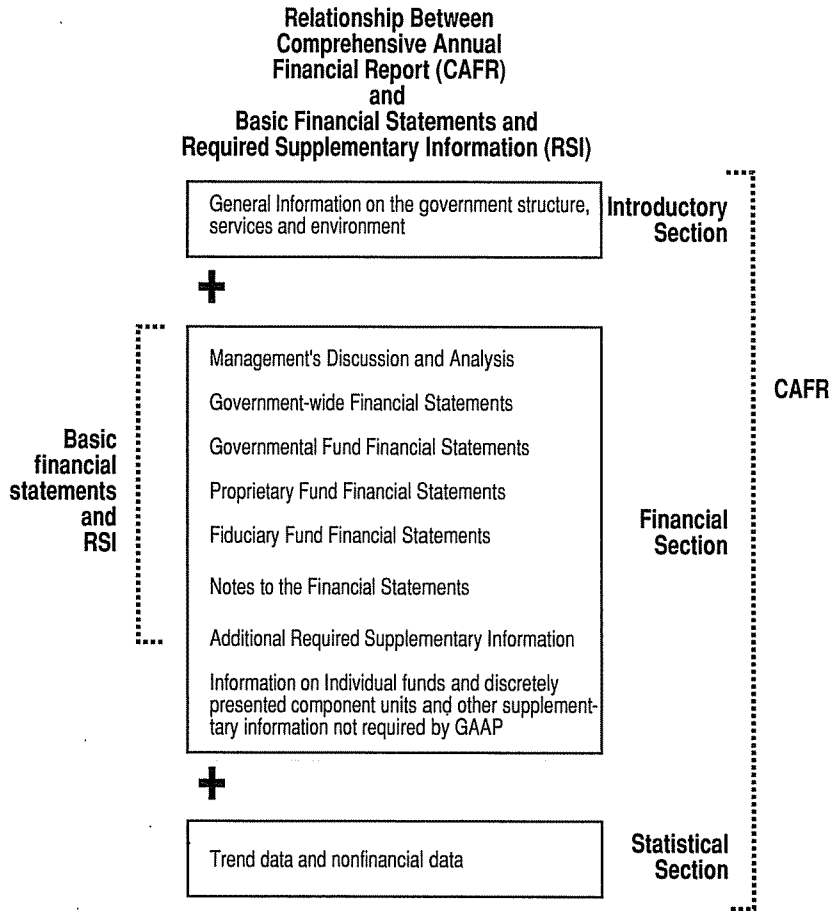 Relationship Between
Comprehensive Annual
Financial Report (CAFR)
and
Basic Financial Statements and
Required Supplementary Information (RSI)
General Information on the government structure,
services and environment
Introductory
Section
+
Management's Discussion and Analysis
Government-wide Financial Statements
Governmental Fund Financial Statements
Proprietary Fund Financial Statements
Fiduciary Fund Financial Statements
Notes to the Financial Statements
Additional Required Supplementary Information
Information on Individual funds and discretely
presented component units and other supplemen-
tary information not required by GAAP
Basic
financial
statements
and
RSI
Financial
Section
CAFR
+
Trend data and nonfinancial data
Statistical
Section